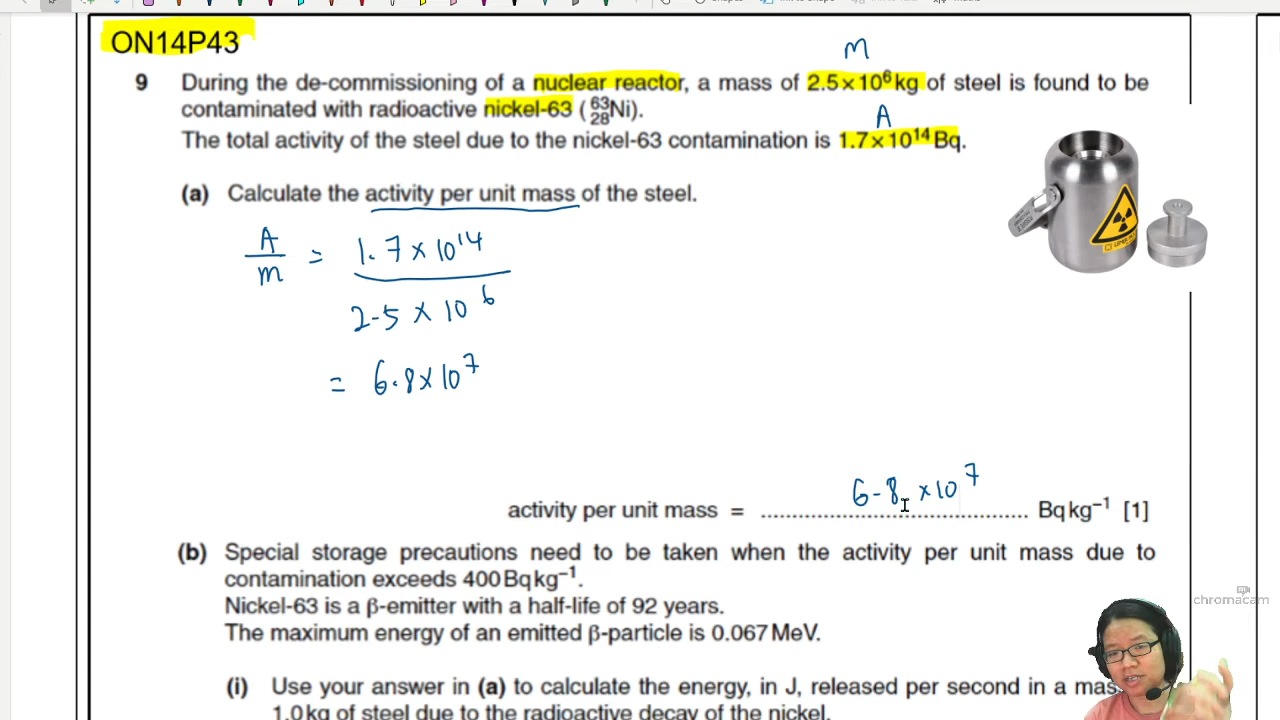 ON14P43
M
9 During the de-commissioning of a nuclear reactor, a mass of 2.5×10⁶ kg of steel is found to be
contaminated with radioactive nickel-63 (⁶³₂₈Ni).
A
The total activity of the steel due to the nickel-63 contamination is 1.7×10¹⁴ Bq.
(a) Calculate the activity per unit mass of the steel.
A/m = 1.7 × 10¹⁴
2.5 × 10⁶
= 6.8 × 10⁷
6.8 × 10⁷
activity per unit mass = .......................................... Bq kg⁻¹ [1]
(b) Special storage precautions need to be taken when the activity per unit mass due to
contamination exceeds 400 Bq kg⁻¹.
Nickel-63 is a β-emitter with a half-life of 92 years.
The maximum energy of an emitted β-particle is 0.067 MeV.
chromacam
(i) Use your answer in (a) to calculate the energy, in J, released per second in a mas
1.0 kg of steel due to the radioactive decay of the nickel.